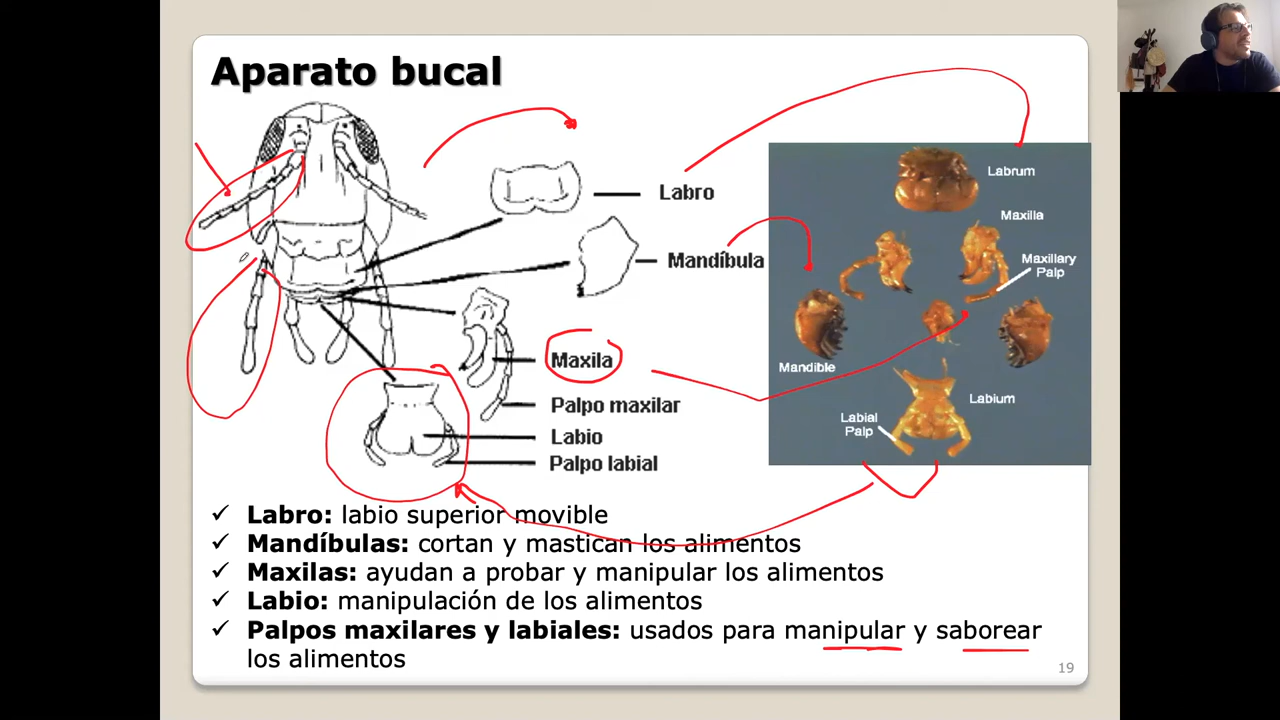 Aparato bucal
Labro
Mandíbula
Maxila
Palpo maxilar
Labio
Palpo labial
Labrum
Maxilla
Maxillary
Palp
Mandible
Labium
Labial
Palp
✓ Labro: labio superior movible
✓ Mandíbulas: cortan y mastican los alimentos
✓ Maxilas: ayudan a probar y manipular los alimentos
✓ Labio: manipulación de los alimentos
✓ Palpos maxilares y labiales: usados para manipular y saborear
los alimentos
19